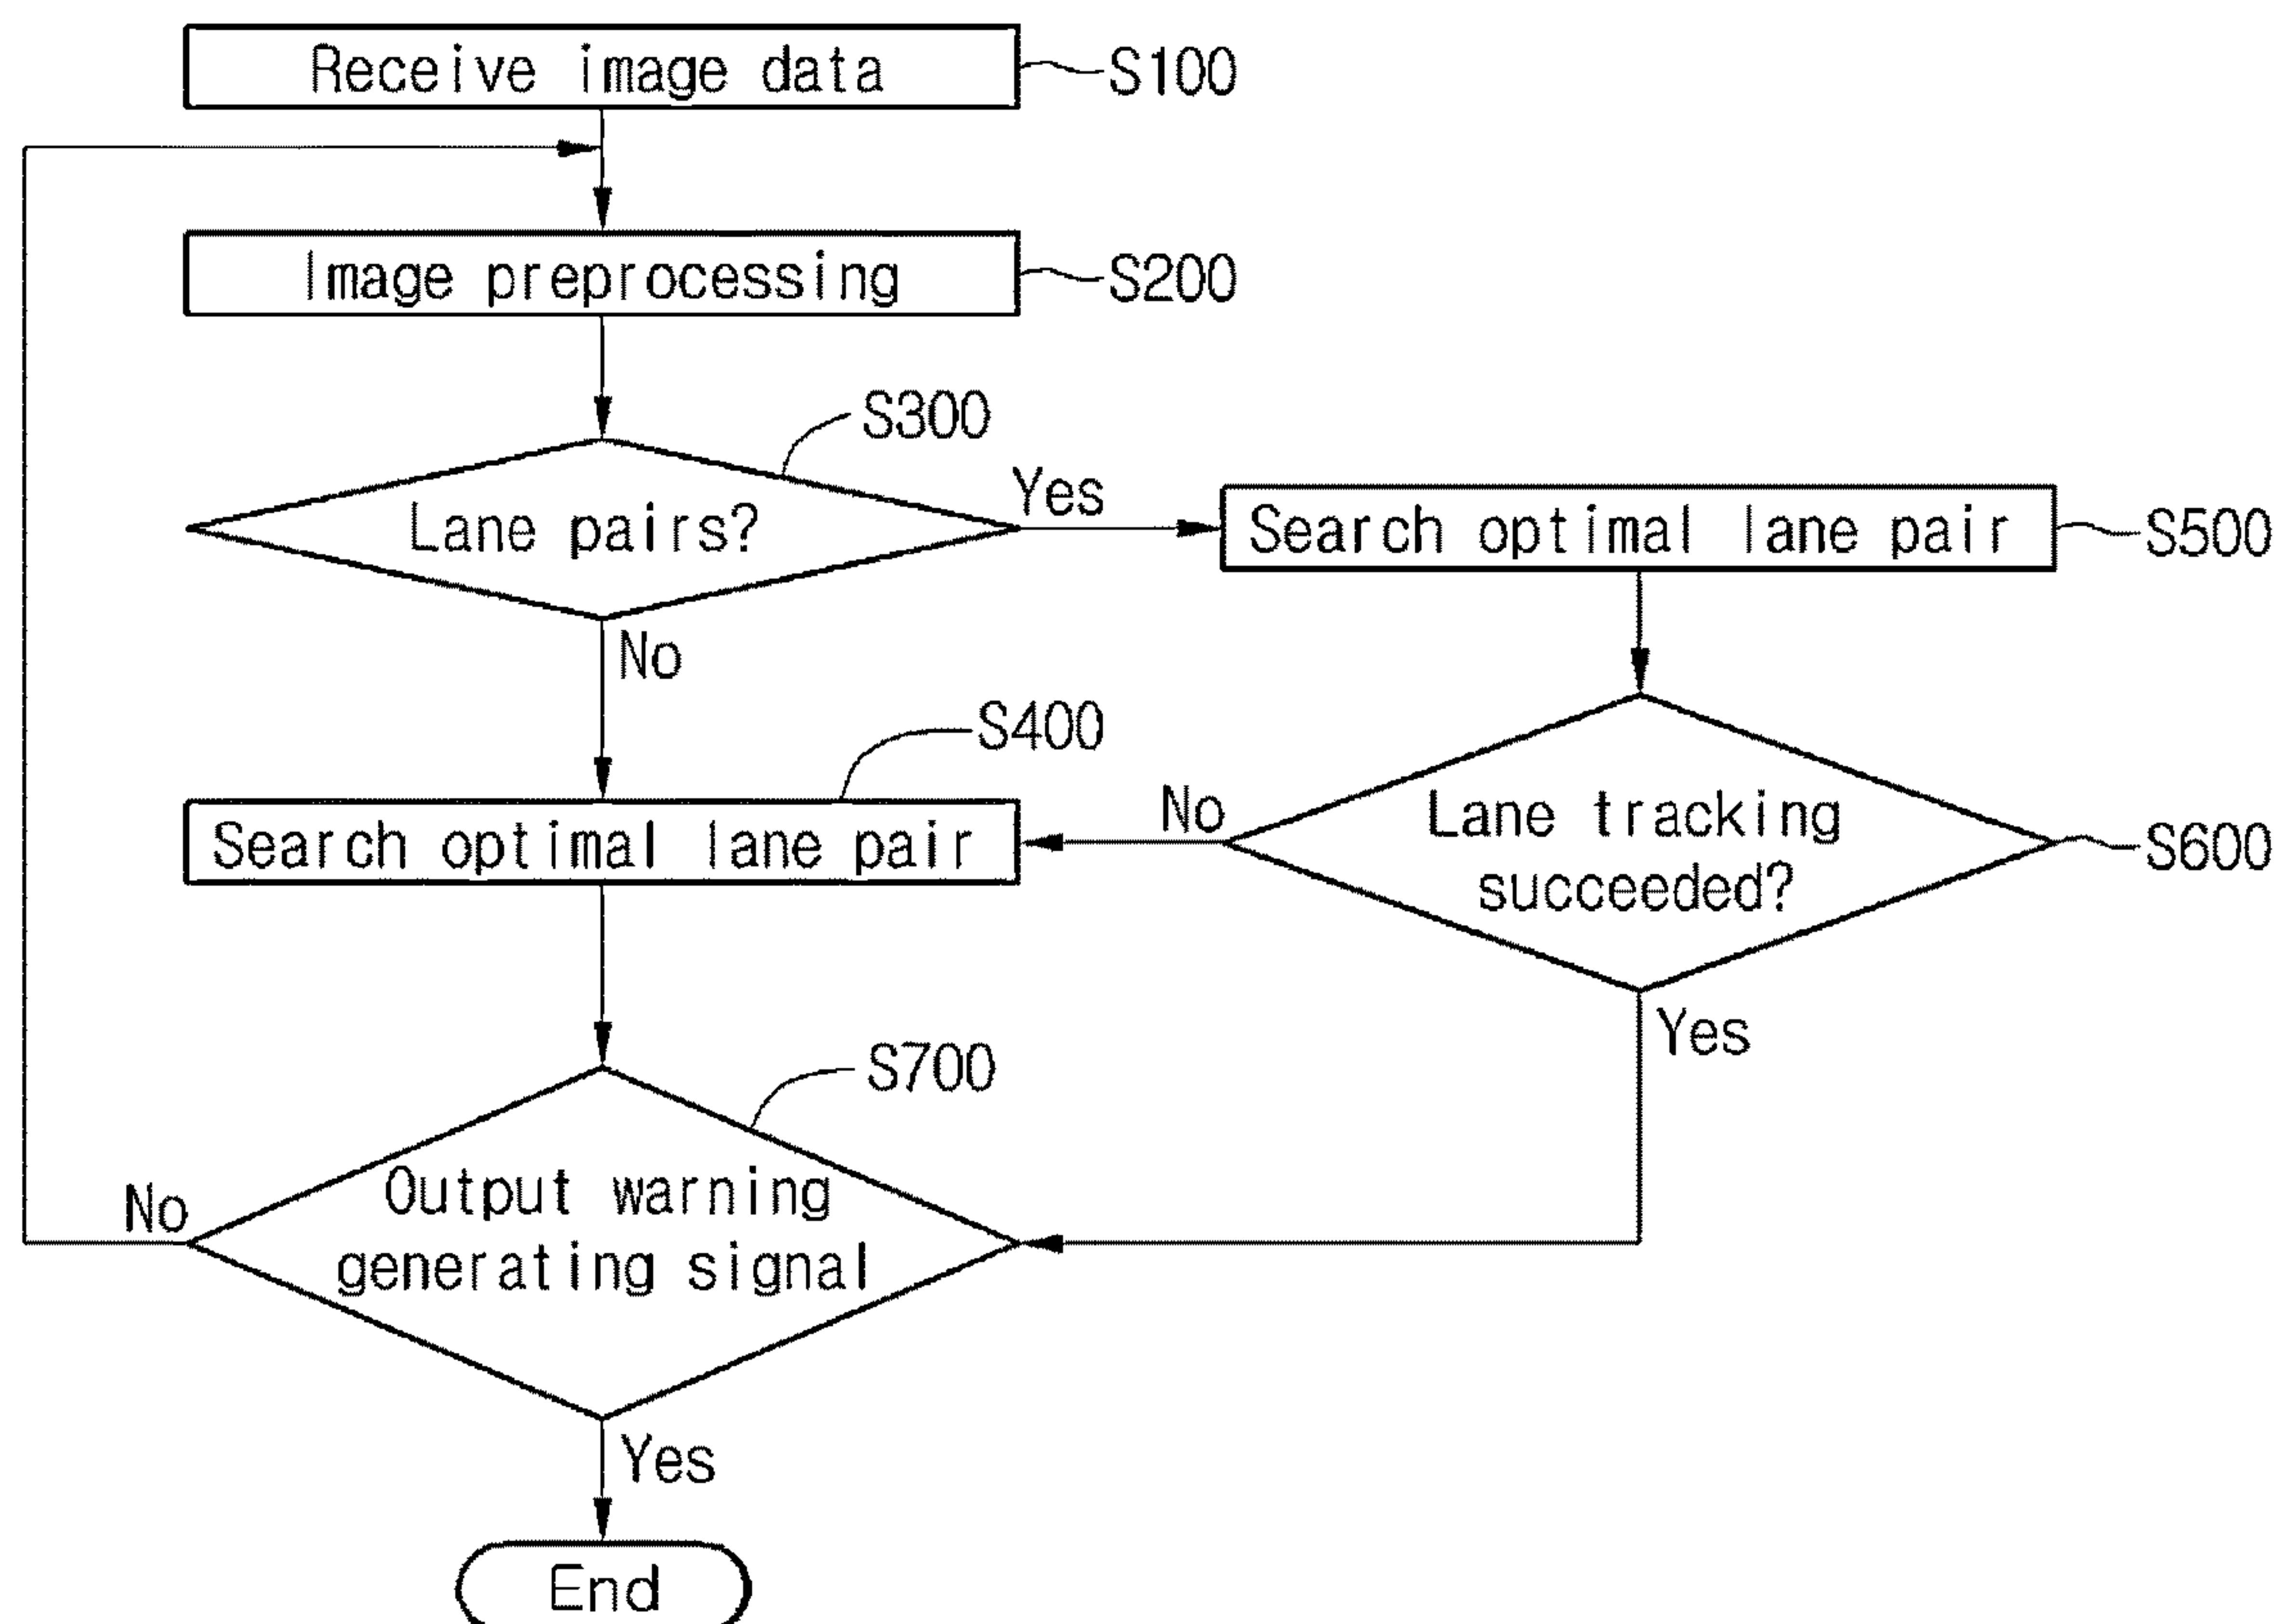 Receive image data
S100
Image preprocessing
S200
S300
Lane pairs?
Yes
Search optimal lane pair
S500
No
S400
Search optimal lane pair
No
Lane tracking
succeeded?
S600
Yes
S700
Output warning
generating signal
No
Yes
End